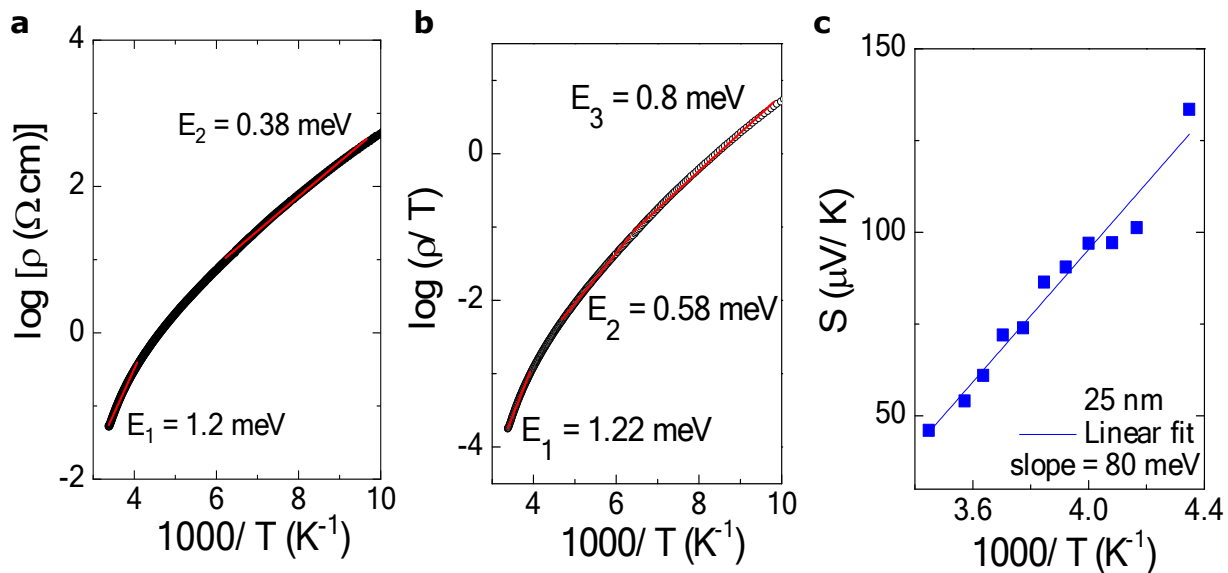 a
4
2
0
-2
log [ρ (Ω cm)]
E₂ = 0.38 meV
E₁ = 1.2 meV
4 6 8 10
1000/ T (K⁻¹)
b
0
-2
-4
log (ρ/ T)
E₃ = 0.8 meV
E₂ = 0.58 meV
E₁ = 1.22 meV
4 6 8 10
1000/ T (K⁻¹)
c
150
100
50
S (μV/ K)
25 nm
Linear fit
slope = 80 meV
3.6 4.0 4.4
1000/ T (K⁻¹)